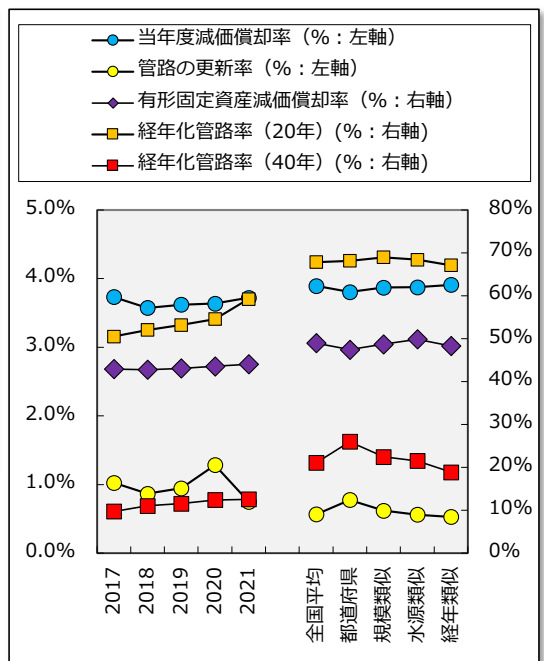 当年度減価償却率（%：左軸）
管路の更新率（%：左軸）
有形固定資産減価償却率（%：右軸）
経年化管路率（20年）(%：右軸)
経年化管路率（40年）(%：右軸)
5.0%
4.0%
3.0%
2.0%
1.0%
0.0%
80%
70%
60%
50%
40%
30%
20%
10%
0%
2017
2018
2019
2020
2021
全国平均
都道府県
規模類似
水源類似
経年類似